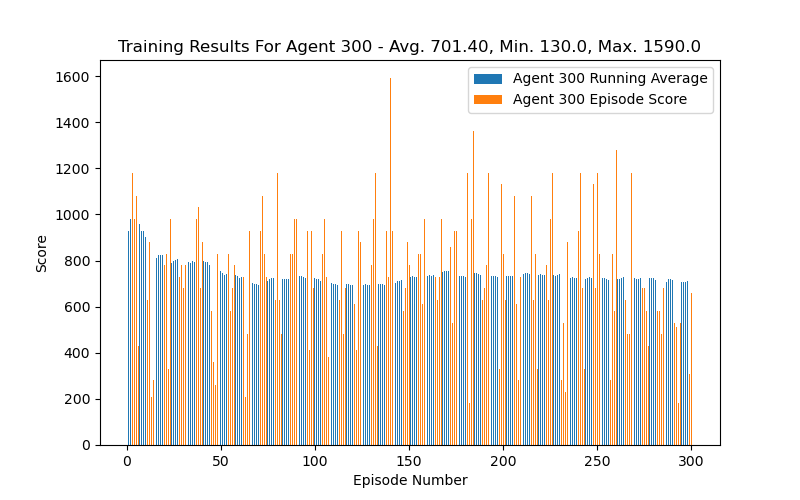 Training Results For Agent 300 - Avg. 701.40, Min. 130.0, Max. 1590.0
Agent 300 Running Average
Agent 300 Episode Score
1600
1400
1200
1000
800
600
400
200
0
Score
0 50 100 150 200 250 300
Episode Number